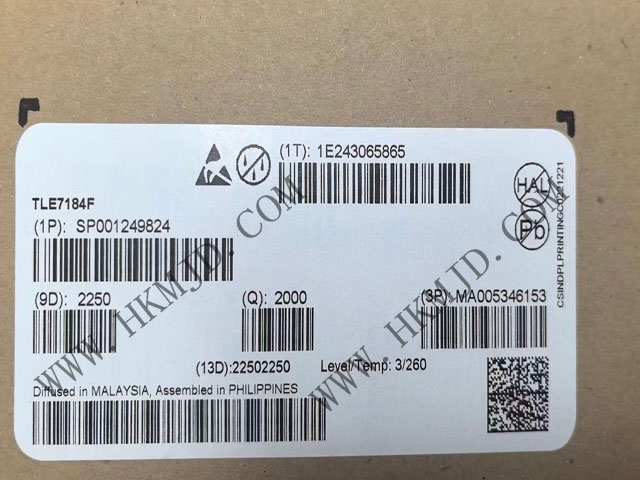 (1T): 1E243065865
TLE7184F
(1P): SP001249824
HAL
Pb
(9D): 2250
(Q): 2000
(3P): MA005346153
(13D):22502250
Level/Temp: 3/260
Diffused in MALAYSIA, Assembled in PHILIPPINES
WWW.HKMJD.COM
WWW.HKMJD.COM